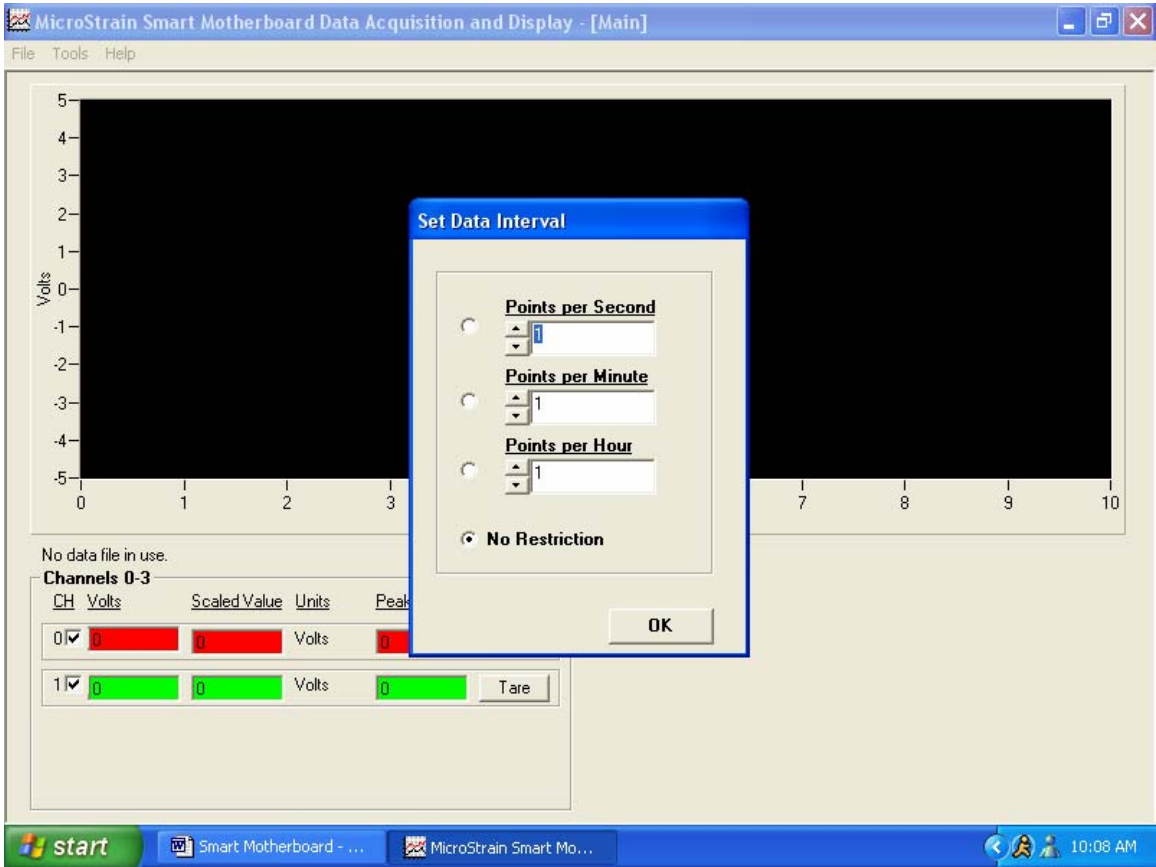 MicroStrain Smart Motherboard Data Acquisition and Display - [Main]
File Tools Help
5
4
3
2
1
0
-1
-2
-3
-4
-5
Volts
0 1 2 3 7 8 9 10
Set Data Interval
Points per Second
1
Points per Minute
1
Points per Hour
1
No Restriction
OK
No data file in use.
Channels 0-3
CH Volts Scaled Value Units Peak
0 0 0 Volts 0
1 0 0 Volts 0 Tare
start Smart Motherboard - ... MicroStrain Smart Mo... 10:08 AM